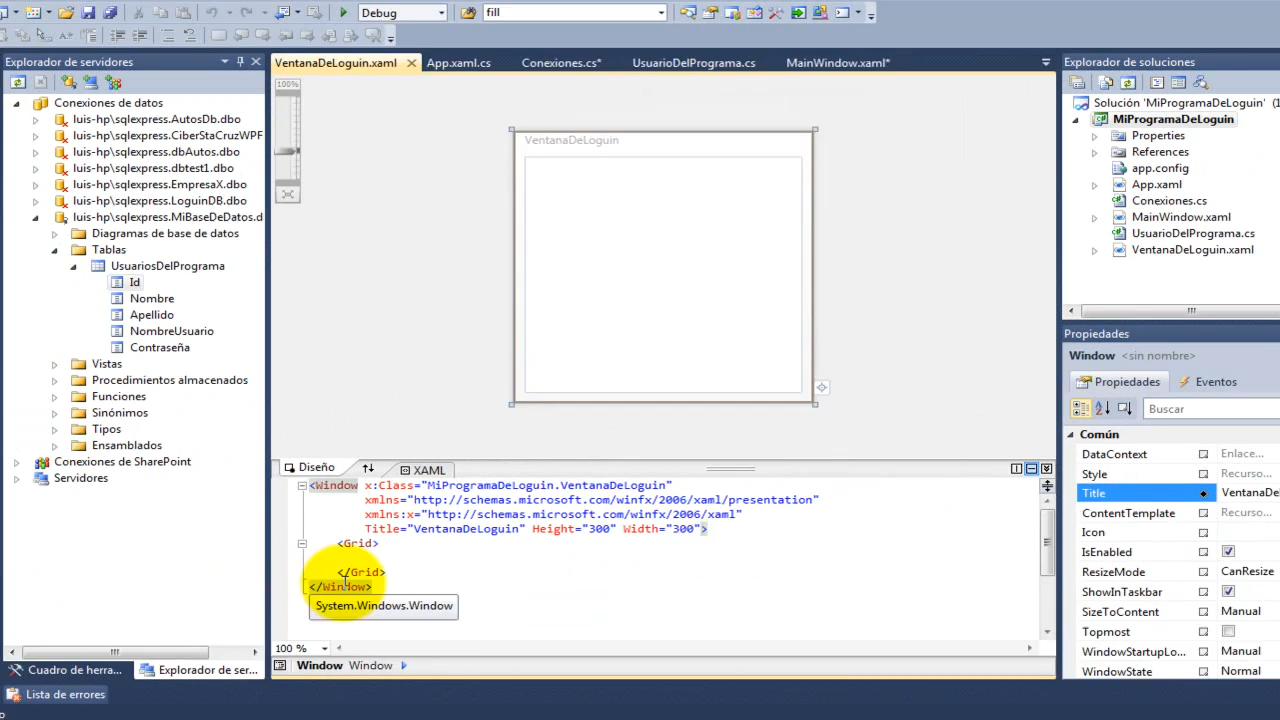 Debug
fill
Explorador de servidores
Conexiones de datos
luis-hp\sqlexpress.AutosDb.dbo
luis-hp\sqlexpress.CiberStaCruzWPF
luis-hp\sqlexpress.dbAutos.dbo
luis-hp\sqlexpress.dbtest1.dbo
luis-hp\sqlexpress.EmpresaX.dbo
luis-hp\sqlexpress.LoguinDB.dbo
luis-hp\sqlexpress.MiBaseDeDatos.d
Diagramas de base de datos
Tablas
UsuariosDelPrograma
Id
Nombre
Apellido
NombreUsuario
Contraseña
Vistas
Procedimientos almacenados
Funciones
Sinónimos
Tipos
Ensamblados
Conexiones de SharePoint
Servidores
Cuadro de herra...
Explorador de ser...
Lista de errores
VentanaDeLoguin.xaml
App.xaml.cs
Conexiones.cs*
UsuarioDelPrograma.cs
MainWindow.xaml*
100%
VentanaDeLoguin
Diseño
XAML
<Window x:Class="MiProgramaDeLoguin.VentanaDeLoguin"
xmlns="http://schemas.microsoft.com/winfx/2006/xaml/presentation"
xmlns:x="http://schemas.microsoft.com/winfx/2006/xaml"
Title="VentanaDeLoguin" Height="300" Width="300">
<Grid>
</Grid>
</Window>
System.Windows.Window
100 %
Window Window
Explorador de soluciones
Solución 'MiProgramaDeLoguin' (1
MiProgramaDeLoguin
Properties
References
app.config
App.xaml
Conexiones.cs
MainWindow.xaml
UsuarioDelPrograma.cs
VentanaDeLoguin.xaml
Propiedades
Window <sin nombre>
Propiedades
Eventos
Buscar
Común
DataContext Enlace...
Style Recurso...
Title VentanaDe
ContentTemplate Recurso...
Icon
IsEnabled
ResizeMode CanResize
ShowInTaskbar
SizeToContent Manual
Topmost
WindowStartupLo... Manual
WindowState Normal